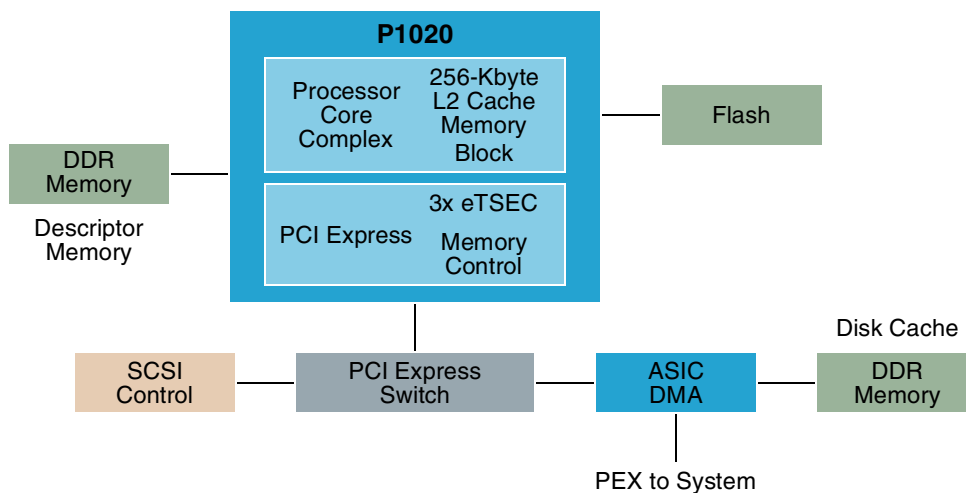 P1020
Processor
Core
Complex
256-Kbyte
L2 Cache
Memory
Block
PCI Express
3x eTSEC
Memory
Control
Flash
DDR
Memory
Descriptor
Memory
SCSI
Control
PCI Express
Switch
ASIC
DMA
Disk Cache
DDR
Memory
PEX to System